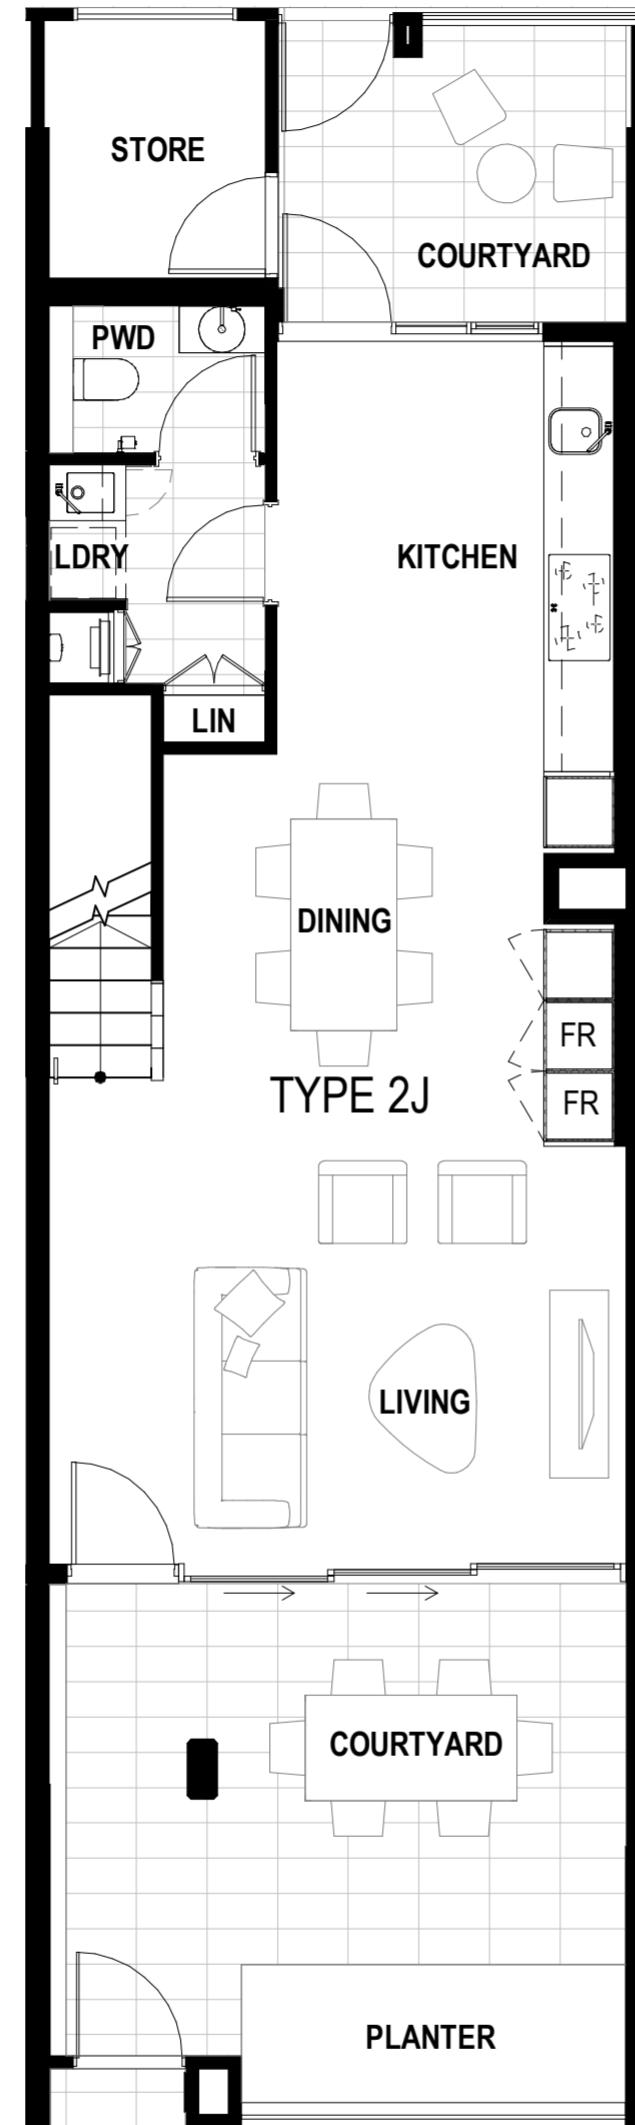 STORE
COURTYARD
PWD
LDRY
KITCHEN
LIN
DINING
FR
TYPE 2J
FR
LIVING
COURTYARD
PLANTER